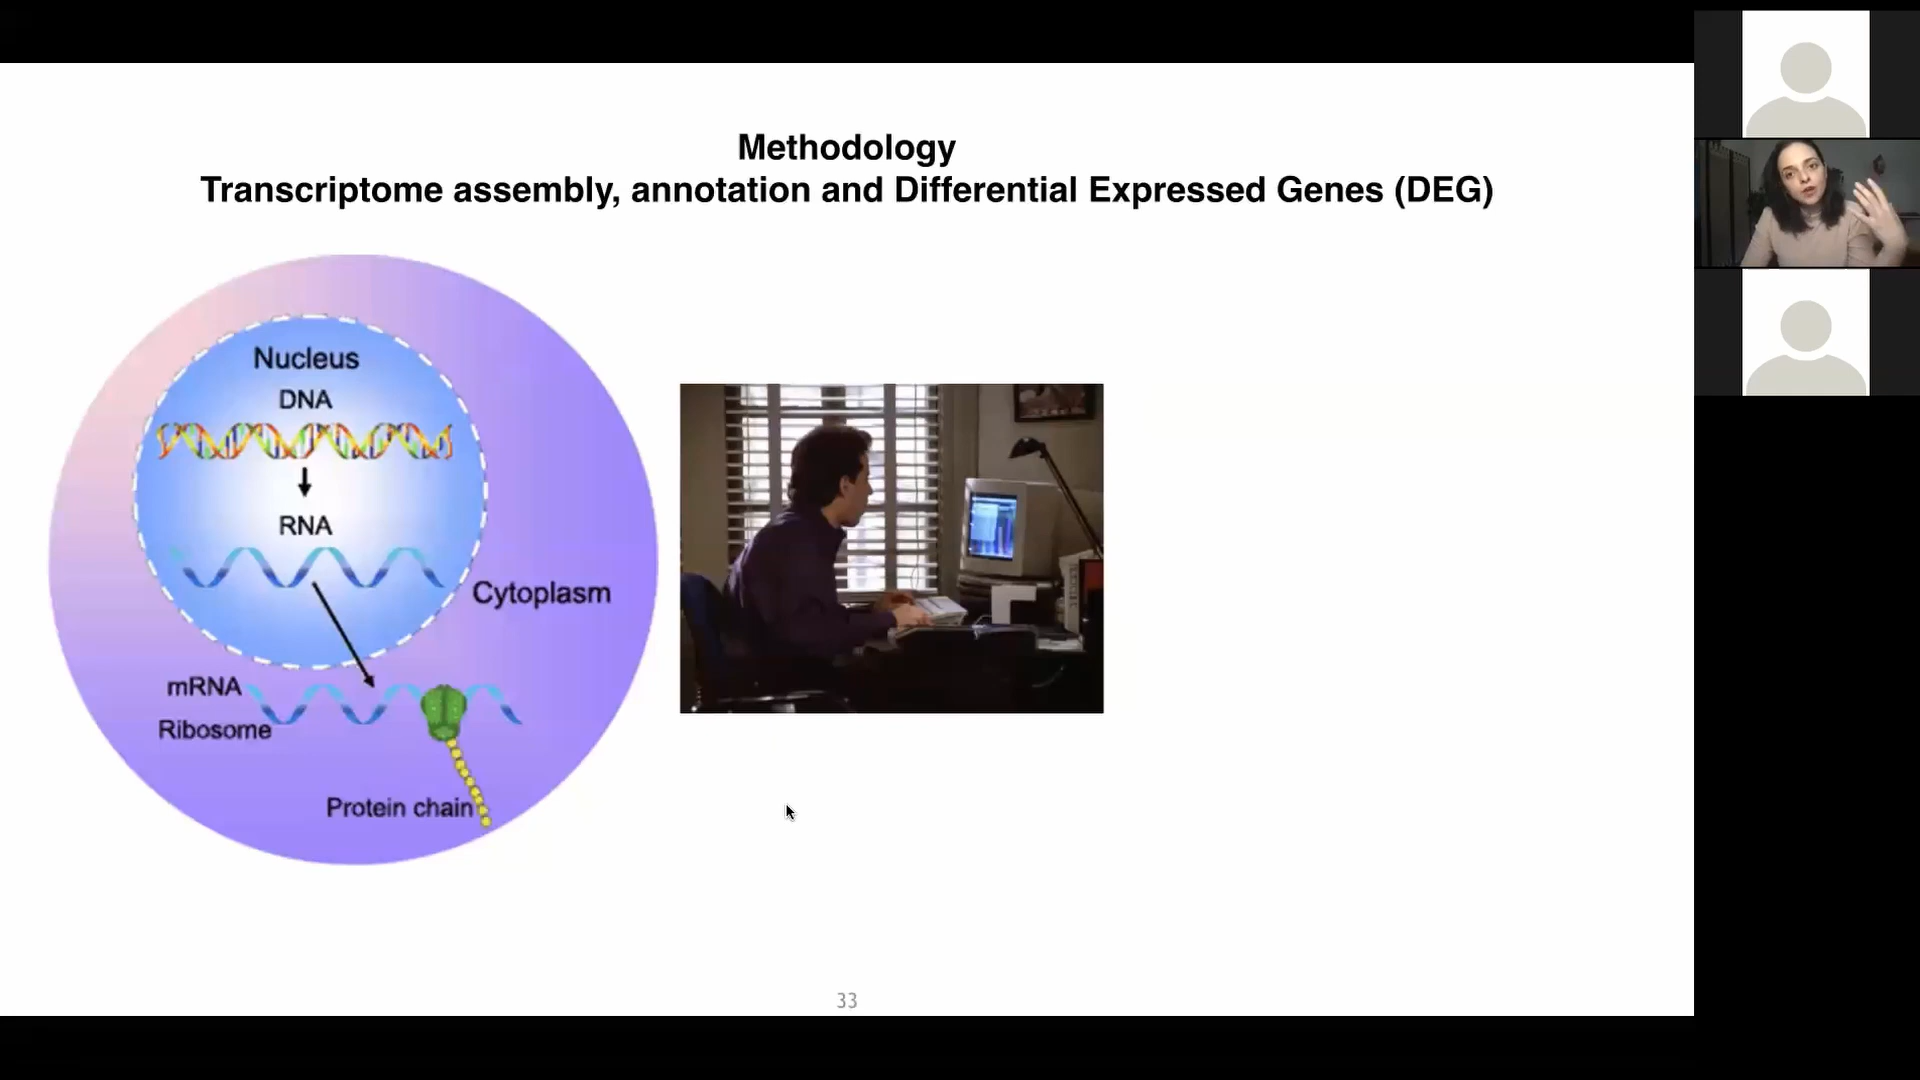 Methodology
Transcriptome assembly, annotation and Differential Expressed Genes (DEG)
Nucleus
DNA
RNA
Cytoplasm
mRNA
Ribosome
Protein chain
33